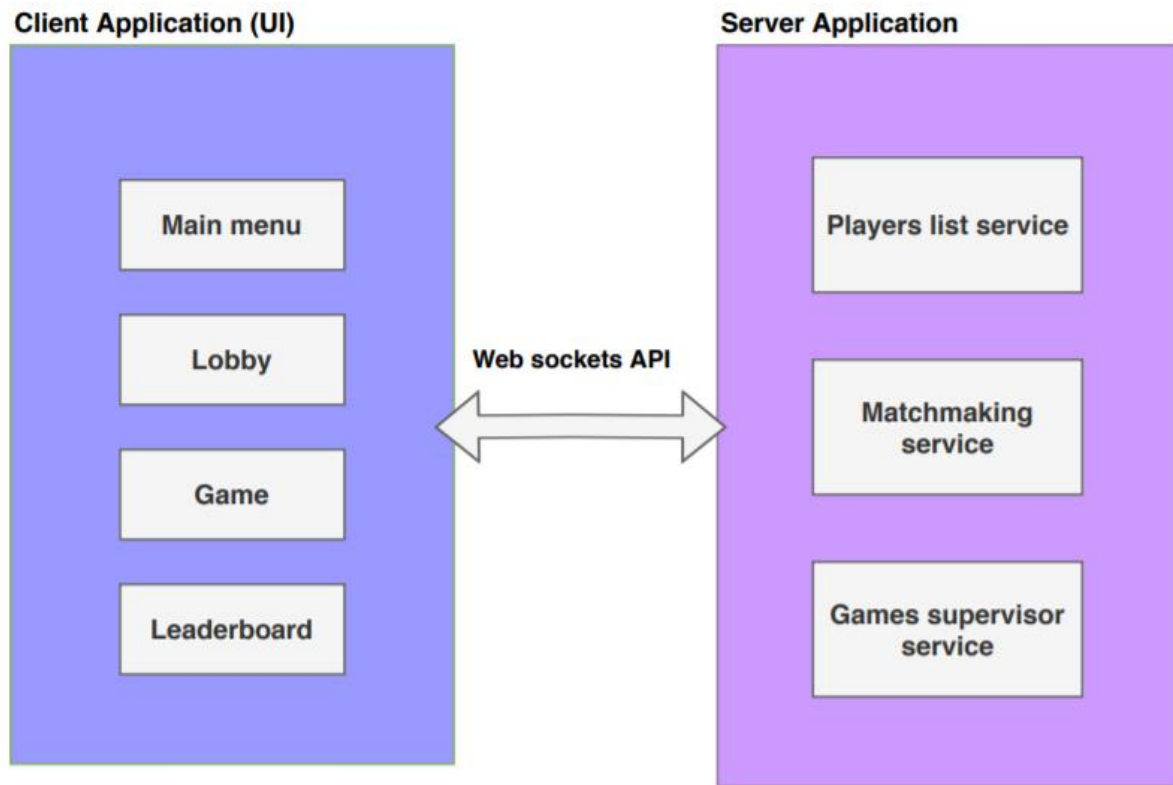 Client Application (UI)
Main menu
Lobby
Game
Leaderboard
Web sockets API
Server Application
Players list service
Matchmaking
service
Games supervisor
service